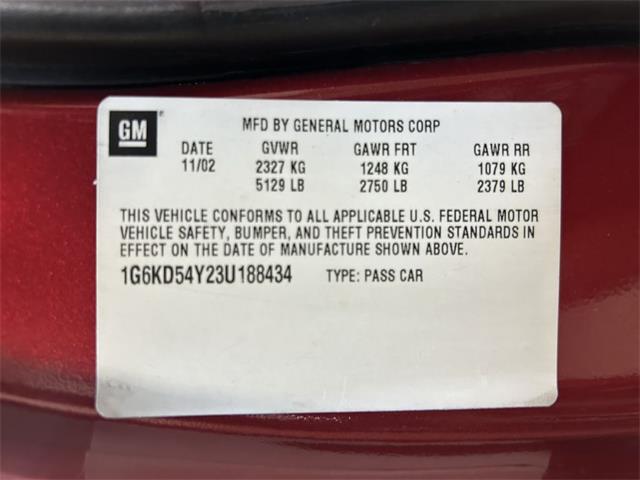 GM
MFD BY GENERAL MOTORS CORP
DATE GVWR GAWR FRT GAWR RR
11/02 2327 KG 1248 KG 1079 KG
5129 LB 2750 LB 2379 LB
THIS VEHICLE CONFORMS TO ALL APPLICABLE U.S. FEDERAL MOTOR
VEHICLE SAFETY, BUMPER, AND THEFT PREVENTION STANDARDS IN
EFFECT ON THE DATE OF MANUFACTURE SHOWN ABOVE.
1G6KD54Y23U188434 TYPE: PASS CAR